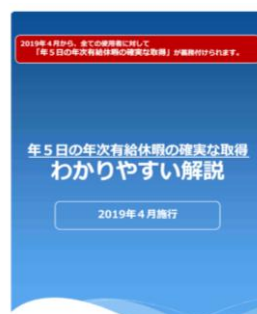 2019年4月から、全ての使用者に対して
「年5日の年次有給休暇の確実な取得」が義務付けられます。
年5日の年次有給休暇の確実な取得
わかりやすい解説
2019年4月施行